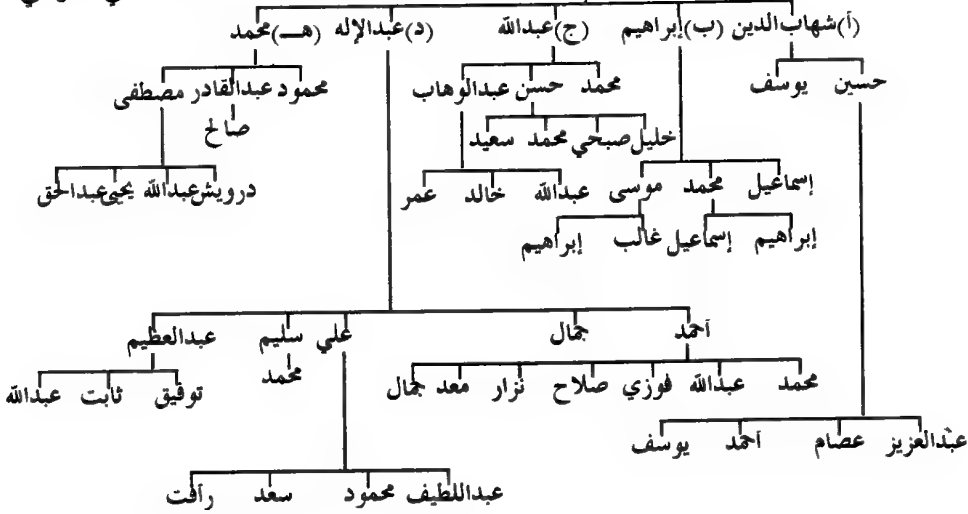 (أ) شهاب الدين (ب) إبراهيم (ج) عبدالله (د) عبدالإله (هـ) محمد
حسين يوسف محمد حسن عبدالوهاب محمود عبدالقادر مصطفى
صالح
خليل صبحي محمد سعيد
إسماعيل محمد موسى عبدالله خالد عمر درويش عبدالله يحيى عبدالحق
إبراهيم إسماعيل غالب إبراهيم
أحمد جمال علي سليم عبدالعظيم
محمد
محمد عبدالله فوزي صلاح نزار معد جمال توفيق ثابت عبدالله
عبدالعزيز عصام أحمد يوسف
عبداللطيف محمود سعد رأفت